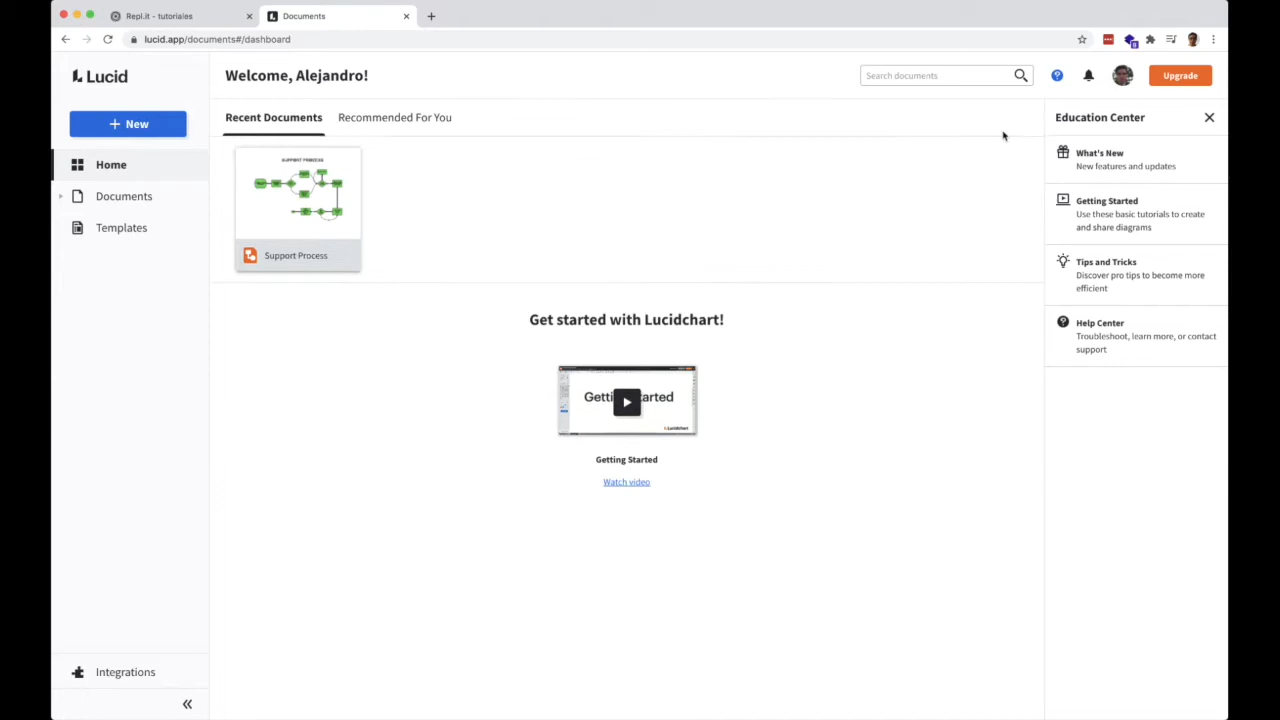 Repl.it - tutoriales
Documents
lucid.app/documents#/dashboard
Lucid
Welcome, Alejandro!
Search documents
Upgrade
+ New
Home
Documents
Templates
Recent Documents
Recommended For You
SUPPORT PROCESS
Support Process
Get started with Lucidchart!
Getting Started
Watch video
Education Center
What's New
New features and updates
Getting Started
Use these basic tutorials to create
and share diagrams
Tips and Tricks
Discover pro tips to become more
efficient
Help Center
Troubleshoot, learn more, or contact
support
Integrations